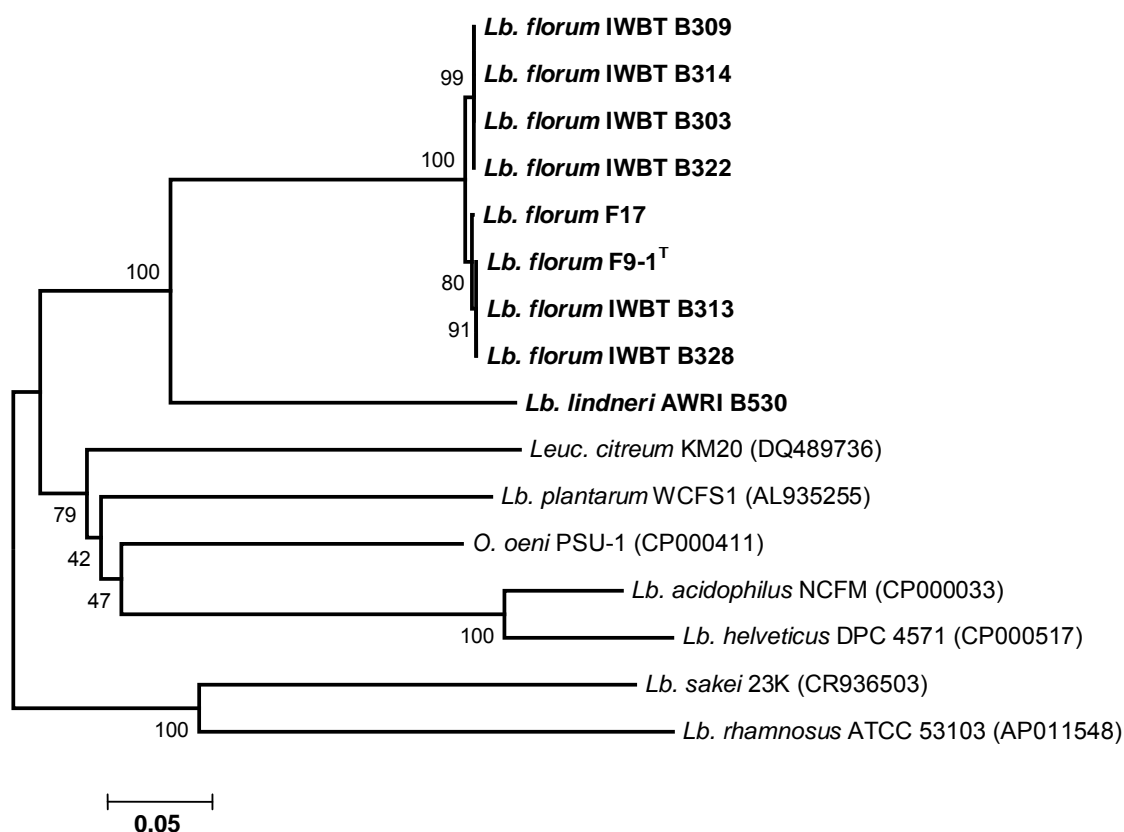 Lb. florum IWBT B309
99
Lb. florum IWBT B314
Lb. florum IWBT B303
100
Lb. florum IWBT B322
Lb. florum F17
100
Lb. florum F9-1ᵀ
80
Lb. florum IWBT B313
91
Lb. florum IWBT B328
Lb. lindneri AWRI B530
Leuc. citreum KM20 (DQ489736)
79
Lb. plantarum WCFS1 (AL935255)
42
O. oeni PSU-1 (CP000411)
47
Lb. acidophilus NCFM (CP000033)
100
Lb. helveticus DPC 4571 (CP000517)
Lb. sakei 23K (CR936503)
100
Lb. rhamnosus ATCC 53103 (AP011548)
0.05